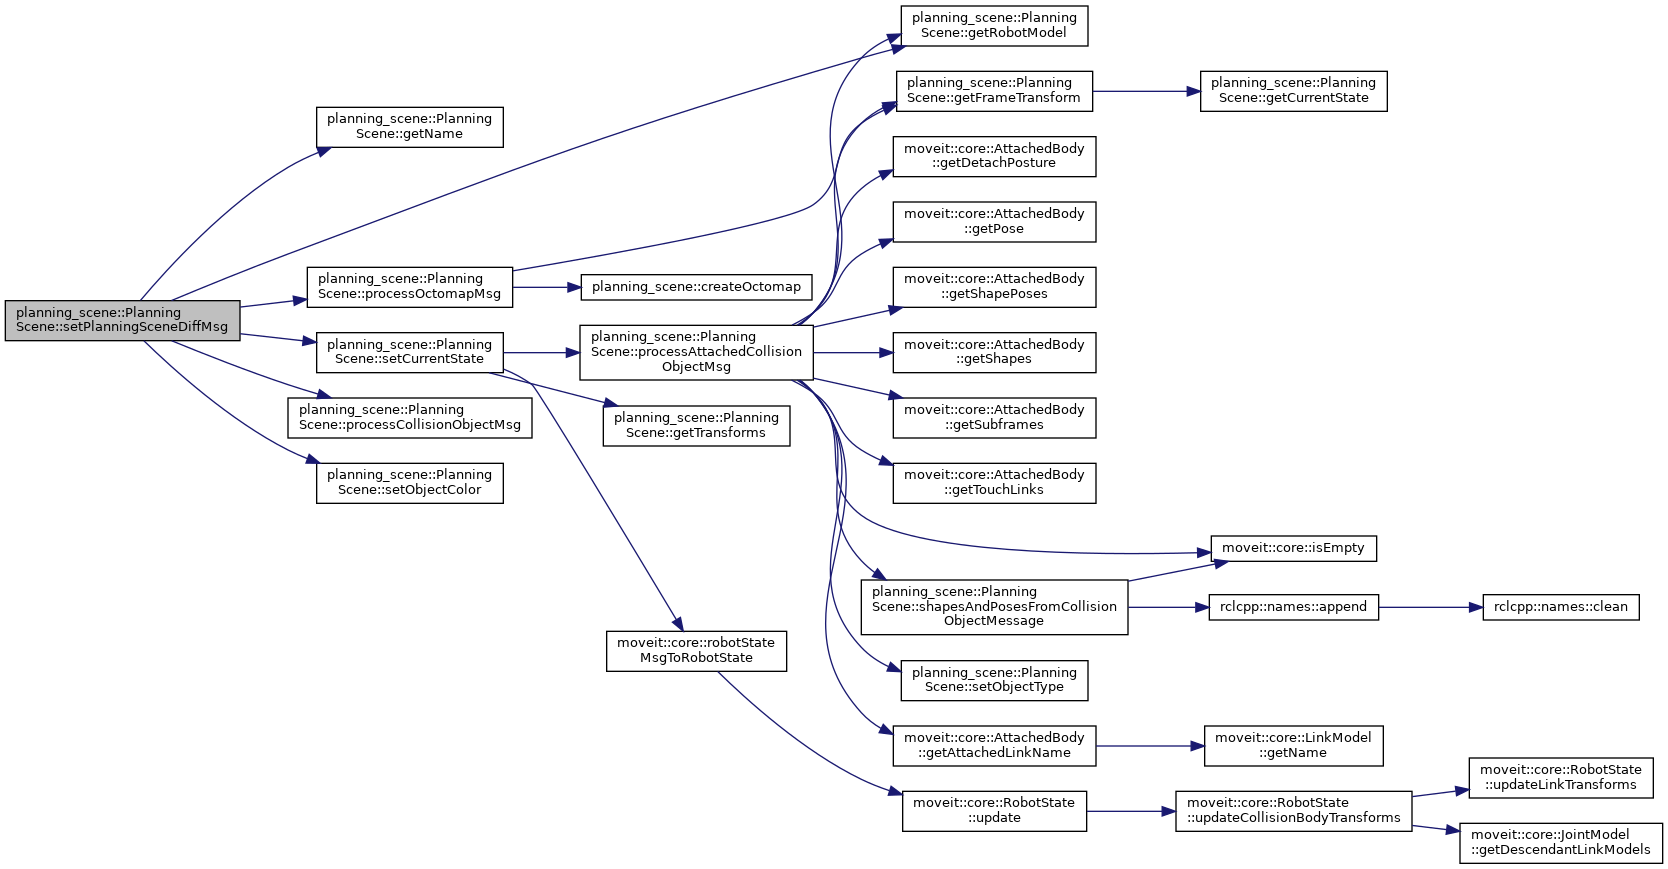 planning_scene::Planning
Scene::setPlanningSceneDiffMsg
planning_scene::Planning
Scene::getName
planning_scene::Planning
Scene::processOctomapMsg
planning_scene::Planning
Scene::setCurrentState
planning_scene::Planning
Scene::processCollisionObjectMsg
planning_scene::Planning
Scene::setObjectColor
planning_scene::createOctomap
planning_scene::Planning
Scene::processAttachedCollision
ObjectMsg
planning_scene::Planning
Scene::getTransforms
moveit::core::robotState
MsgToRobotState
planning_scene::Planning
Scene::getRobotModel
planning_scene::Planning
Scene::getFrameTransform
moveit::core::AttachedBody
::getDetachPosture
moveit::core::AttachedBody
::getPose
moveit::core::AttachedBody
::getShapePoses
moveit::core::AttachedBody
::getShapes
moveit::core::AttachedBody
::getSubframes
moveit::core::AttachedBody
::getTouchLinks
planning_scene::Planning
Scene::shapesAndPosesFromCollision
ObjectMessage
planning_scene::Planning
Scene::setObjectType
moveit::core::AttachedBody
::getAttachedLinkName
moveit::core::RobotState
::update
planning_scene::Planning
Scene::getCurrentState
moveit::core::isEmpty
rclcpp::names::append
moveit::core::LinkModel
::getName
moveit::core::RobotState
::updateCollisionBodyTransforms
rclcpp::names::clean
moveit::core::RobotState
::updateLinkTransforms
moveit::core::JointModel
::getDescendantLinkModels